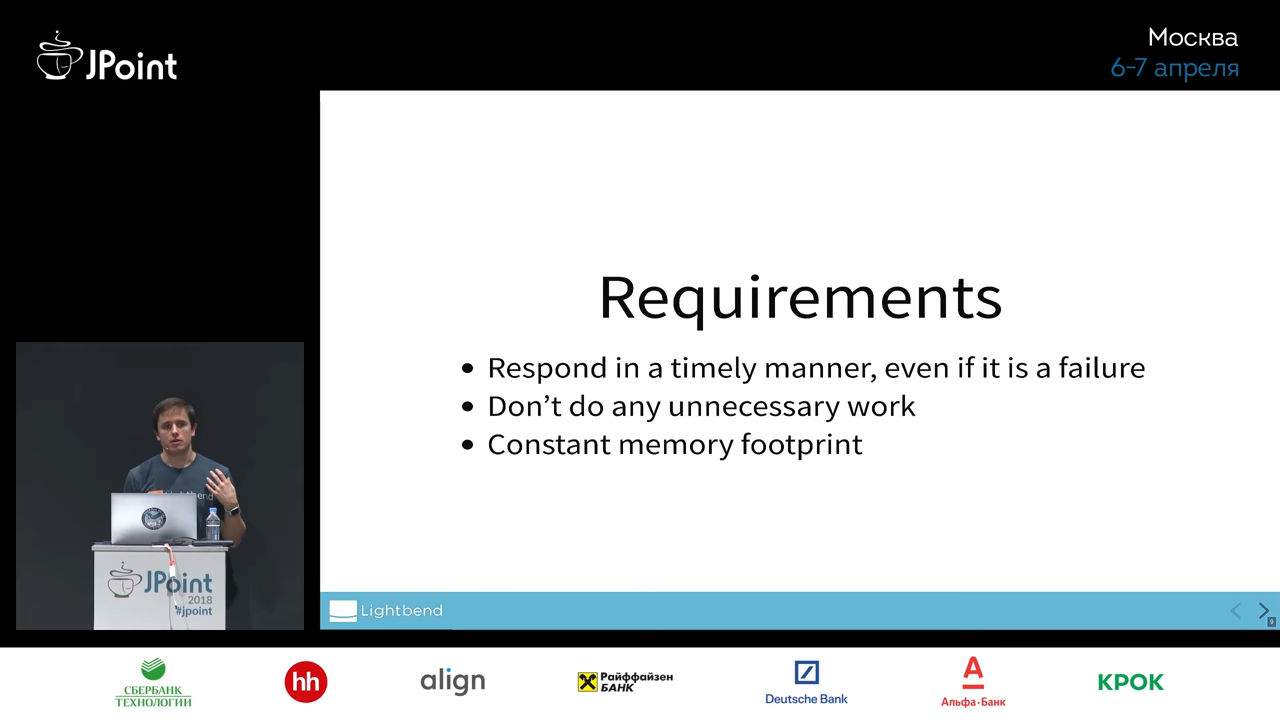 JPoint
Москва
6-7 апреля
Requirements
• Respond in a timely manner, even if it is a failure
• Don’t do any unnecessary work
• Constant memory footprint
Lightbend
9
Lightbend
JPoint
2018
#jpoint
СБЕРБАНК
ТЕХНОЛОГИИ
hh
align
Райффайзен
БАНК
Deutsche Bank
А
Альфа·Банк
КРОК